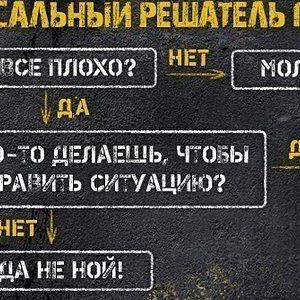 САЛЬНЫЙ РЕШАТЕЛЬ
ВСЕ ПЛОХО?
НЕТ
МОЛ
ДА
О-ТО ДЕЛАЕШЬ, ЧТОБЫ
РАВИТЬ СИТУАЦИЮ?
НЕТ
ДА НЕ НОЙ!